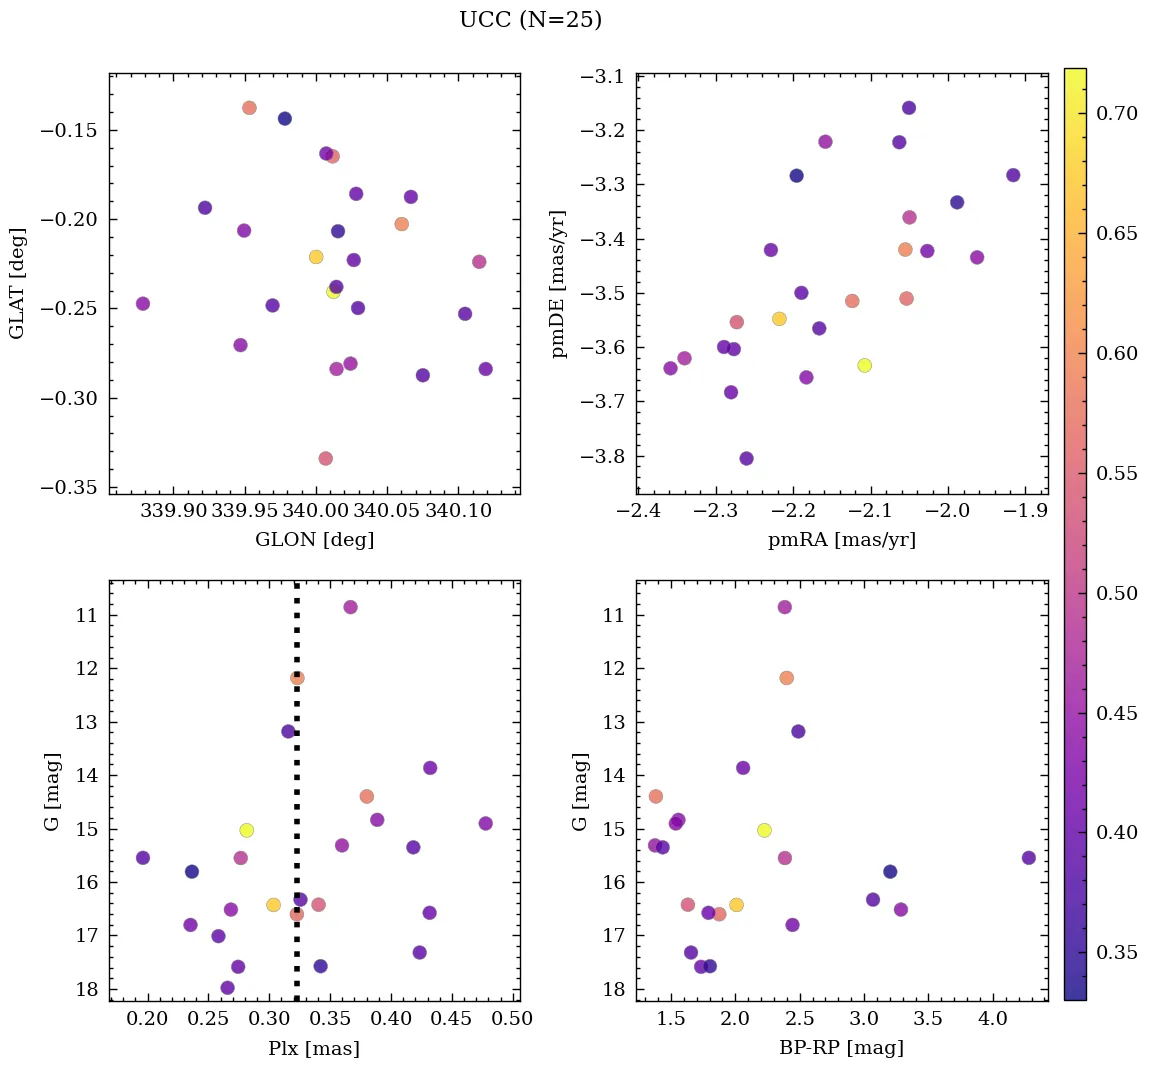 UCC (N=25)
−0.15
−0.20
−0.25
−0.30
−0.35
GLAT [deg]
339.90 339.95 340.00 340.05 340.10
GLON [deg]
−3.1
−3.2
−3.3
−3.4
−3.5
−3.6
−3.7
−3.8
pmDE [mas/yr]
−2.4 −2.3 −2.2 −2.1 −2.0 −1.9
pmRA [mas/yr]
11
12
13
14
15
16
17
18
G [mag]
0.20 0.25 0.30 0.35 0.40 0.45 0.50
Plx [mas]
11
12
13
14
15
16
17
18
G [mag]
1.5 2.0 2.5 3.0 3.5 4.0
BP-RP [mag]
0.70
0.65
0.60
0.55
0.50
0.45
0.40
0.35